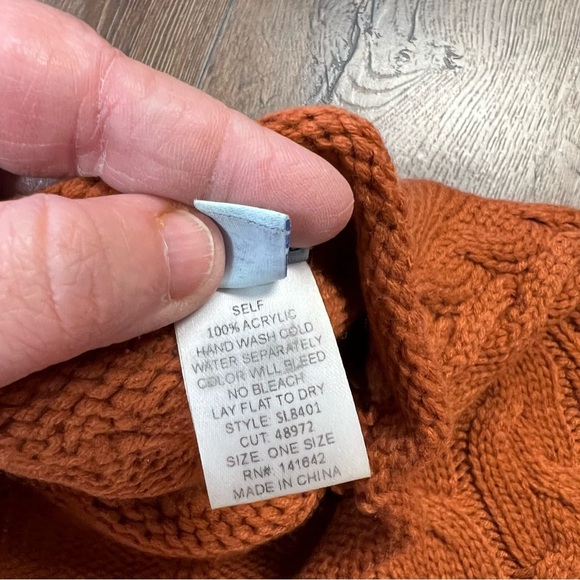 SELF
100% ACRYLIC
HAND WASH COLD
WATER SEPARATELY
COLOR WILL BLEED
NO BLEACH
LAY FLAT TO DRY
STYLE: SL8401
CUT: 48972
SIZE: ONE SIZE
RN#: 141642
MADE IN CHINA